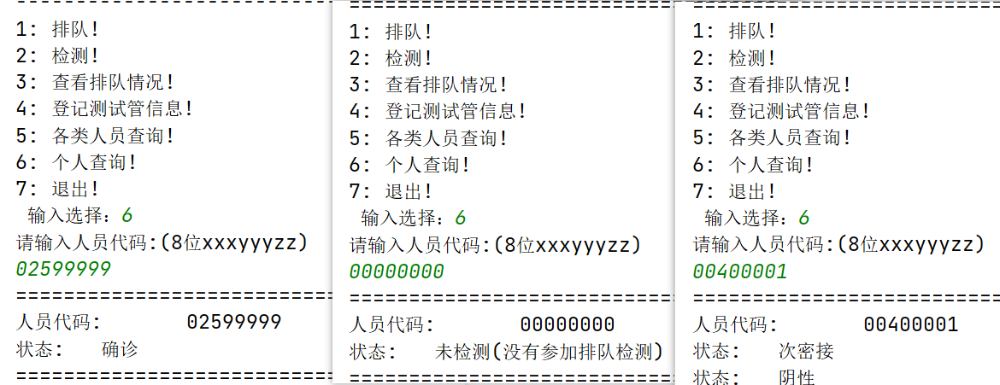 ========================
1: 排队!
2: 检测!
3: 查看排队情况!
4: 登记测试管信息!
5: 各类人员查询!
6: 个人查询!
7: 退出!
输入选择：6
请输入人员代码:(8位xxxyyyzz)
02599999
===========================
人员代码:        02599999
状态:   确诊
===========================
============================
1: 排队!
2: 检测!
3: 查看排队情况!
4: 登记测试管信息!
5: 各类人员查询!
6: 个人查询!
7: 退出!
输入选择：6
请输入人员代码:(8位xxxyyyzz)
00000000
============================
人员代码:        00000000
状态:   未检测(没有参加排队检测)
============================
===========================
1: 排队!
2: 检测!
3: 查看排队情况!
4: 登记测试管信息!
5: 各类人员查询!
6: 个人查询!
7: 退出!
输入选择：6
请输入人员代码:(8位xxxyyyzz)
00400001
===========================
人员代码:        00400001
状态:   次密接
状态:   阴性